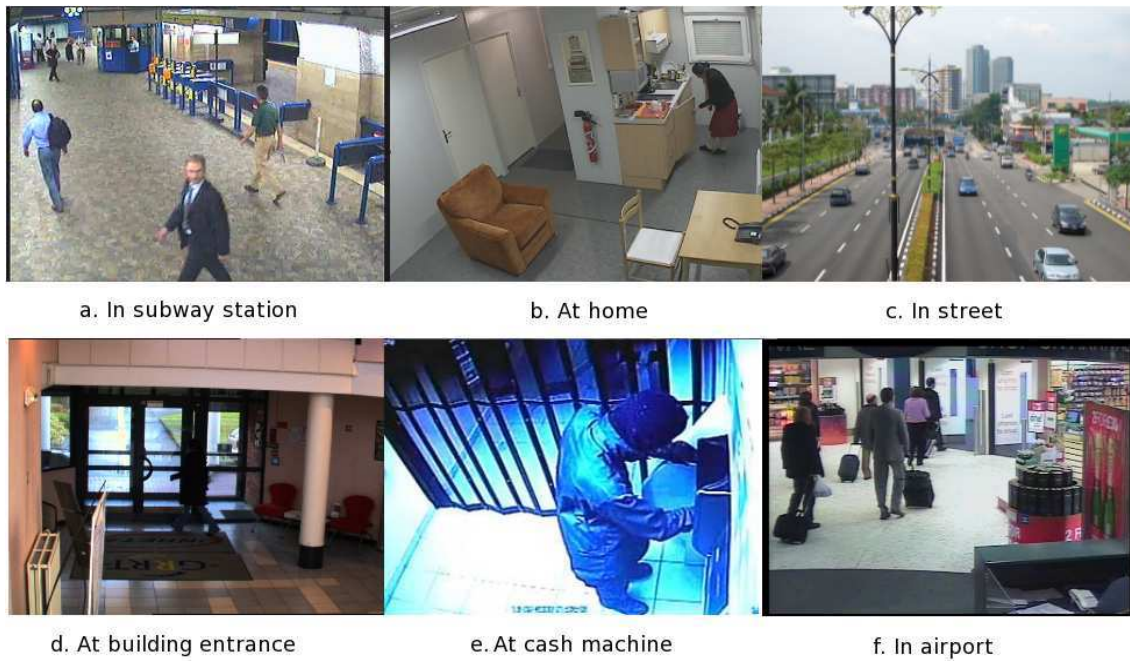 a. In subway station
b. At home
c. In street
d. At building entrance
e. At cash machine
f. In airport